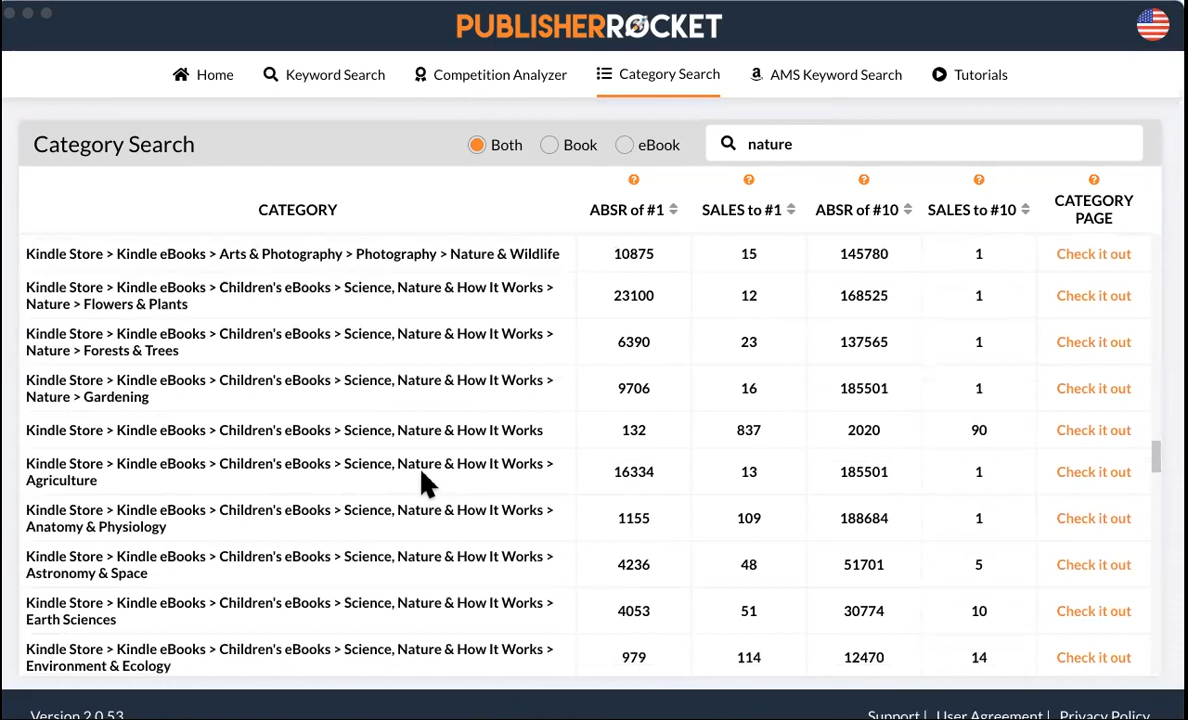 PUBLISHERROCKET
Home
Keyword Search
Competition Analyzer
Category Search
AMS Keyword Search
Tutorials
Category Search
Both
Book
eBook
nature
CATEGORY
ABSR of #1
SALES to #1
ABSR of #10
SALES to #10
CATEGORY
PAGE
Kindle Store > Kindle eBooks > Arts & Photography > Photography > Nature & Wildlife 10875 15 145780 1 Check it out
Kindle Store > Kindle eBooks > Children's eBooks > Science, Nature & How It Works >
Nature > Flowers & Plants
23100 12 168525 1 Check it out
Kindle Store > Kindle eBooks > Children's eBooks > Science, Nature & How It Works >
Nature > Forests & Trees
6390 23 137565 1 Check it out
Kindle Store > Kindle eBooks > Children's eBooks > Science, Nature & How It Works >
Nature > Gardening
9706 16 185501 1 Check it out
Kindle Store > Kindle eBooks > Children's eBooks > Science, Nature & How It Works 132 837 2020 90 Check it out
Kindle Store > Kindle eBooks > Children's eBooks > Science, Nature & How It Works >
Agriculture
16334 13 185501 1 Check it out
Kindle Store > Kindle eBooks > Children's eBooks > Science, Nature & How It Works >
Anatomy & Physiology
1155 109 188684 1 Check it out
Kindle Store > Kindle eBooks > Children's eBooks > Science, Nature & How It Works >
Astronomy & Space
4236 48 51701 5 Check it out
Kindle Store > Kindle eBooks > Children's eBooks > Science, Nature & How It Works >
Earth Sciences
4053 51 30774 10 Check it out
Kindle Store > Kindle eBooks > Children's eBooks > Science, Nature & How It Works >
Environment & Ecology
979 114 12470 14 Check it out
Version 2.0.53
Support | User Agreement | Privacy Policy